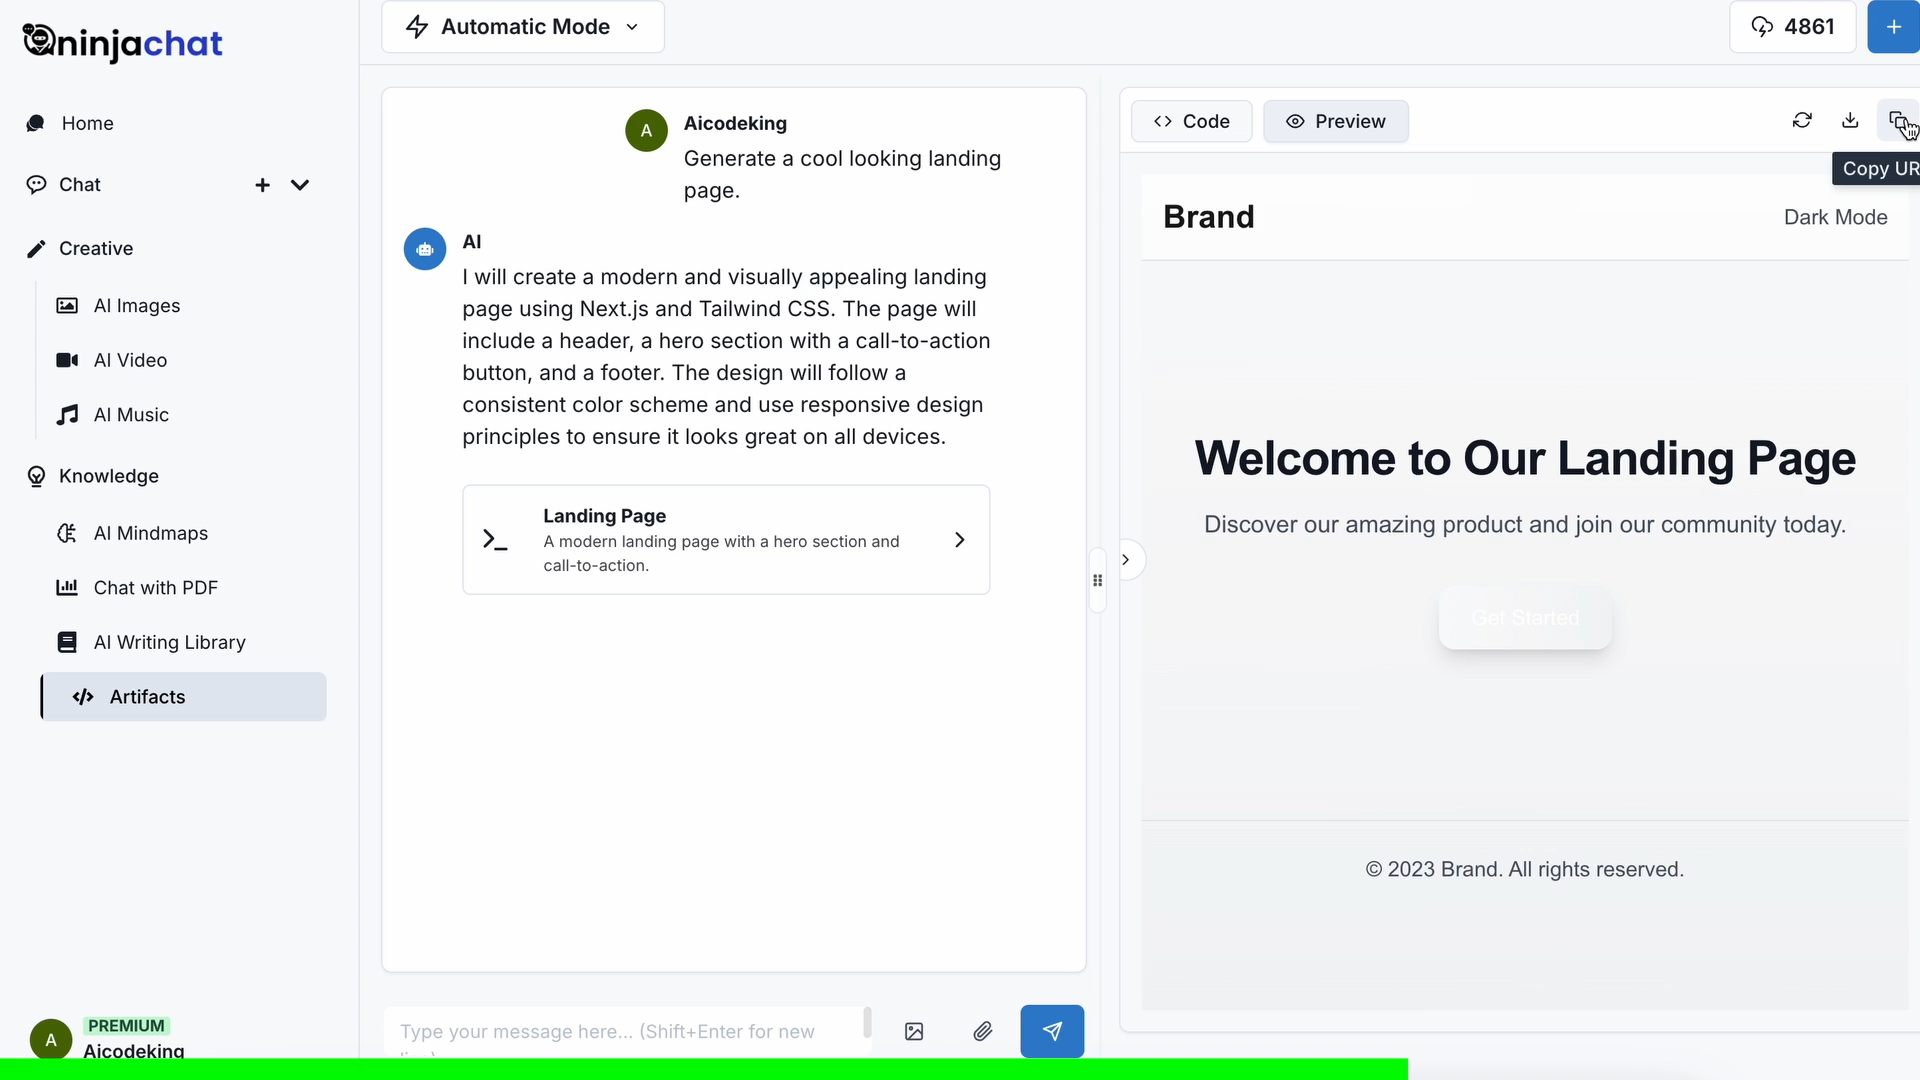 ninjachat
Home
Chat
Creative
AI Images
AI Video
AI Music
Knowledge
AI Mindmaps
Chat with PDF
AI Writing Library
Artifacts
A
PREMIUM
Aicodeking
Automatic Mode
4861
A
Aicodeking
Generate a cool looking landing
page.
AI
I will create a modern and visually appealing landing
page using Next.js and Tailwind CSS. The page will
include a header, a hero section with a call-to-action
button, and a footer. The design will follow a
consistent color scheme and use responsive design
principles to ensure it looks great on all devices.
Landing Page
A modern landing page with a hero section and
call-to-action.
Type your message here... (Shift+Enter for new
Code
Preview
Copy UR
Brand
Dark Mode
Welcome to Our Landing Page
Discover our amazing product and join our community today.
Get Started
© 2023 Brand. All rights reserved.